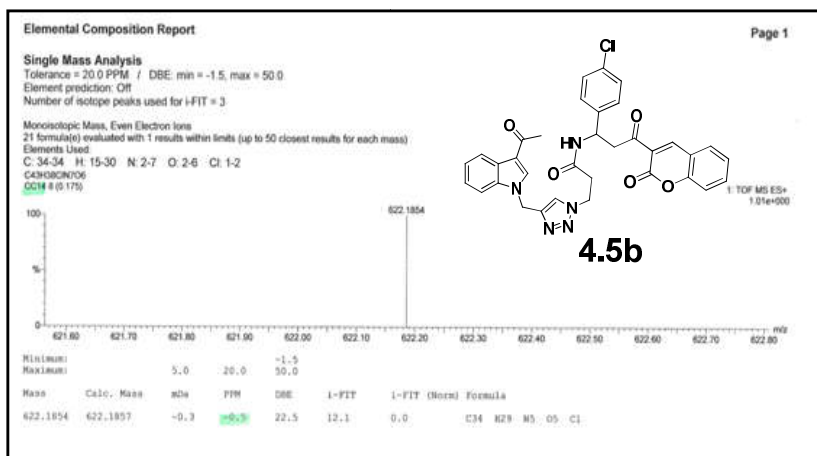 Elemental Composition Report
Page 1
Single Mass Analysis
Tolerance = 20.0 PPM / DBE: min = -1.5, max = 50.0
Element prediction: Off
Number of isotope peaks used for i-FIT = 3
Monoisotopic Mass, Even Electron Ions
21 formula(e) evaluated with 1 results within limits (up to 50 closest results for each mass)
Elements Used:
C: 34-34 H: 15-30 N: 2-7 O: 2-6 Cl: 1-2
C43H38ClN7O6
CC14 8 (0.175)
1: TOF MS ES+
1.01e+000
Cl
O
HN
O
O
O
O
N
N
N=N
4.5b
100
%
0
622.1854
621.60 621.70 621.80 621.90 622.00 622.10 622.20 622.30 622.40 622.50 622.60 622.70 622.80 m/z
Minimum: -1.5
Maximum: 5.0 20.0 50.0
Mass Calc. Mass mDa PPM DBE i-FIT i-FIT (Norm) Formula
622.1854 622.1857 -0.3 -0.5 22.5 12.1 0.0 C34 H29 N5 O5 Cl